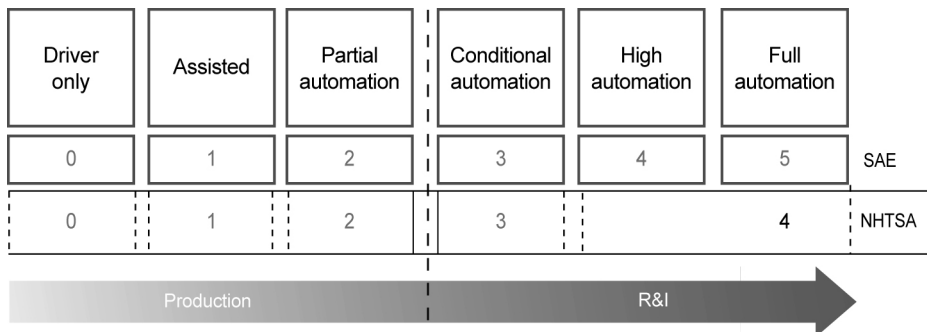 Driver
only
Assisted
Partial
automation
Conditional
automation
High
automation
Full
automation
0 1 2 3 4 5 SAE
0 1 2 3 4 NHTSA
Production R&I